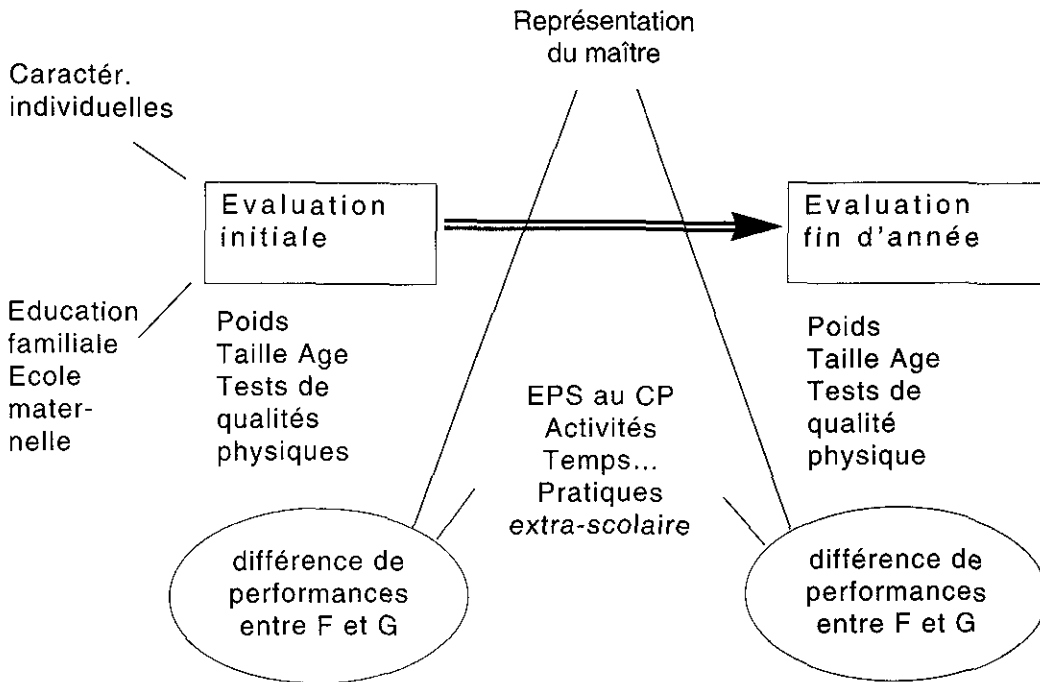 Représentation
du maître
Caractér.
individuelles
Evaluation
initiale
Evaluation
fin d'année
Education
familiale
Ecole
mater-
nelle
Poids
Taille Age
Tests de
qualités
physiques
EPS au CP
Activités
Temps...
Pratiques
extra-scolaire
Poids
Taille Age
Tests de
qualité
physique
différence de
performances
entre F et G
différence de
performances
entre F et G